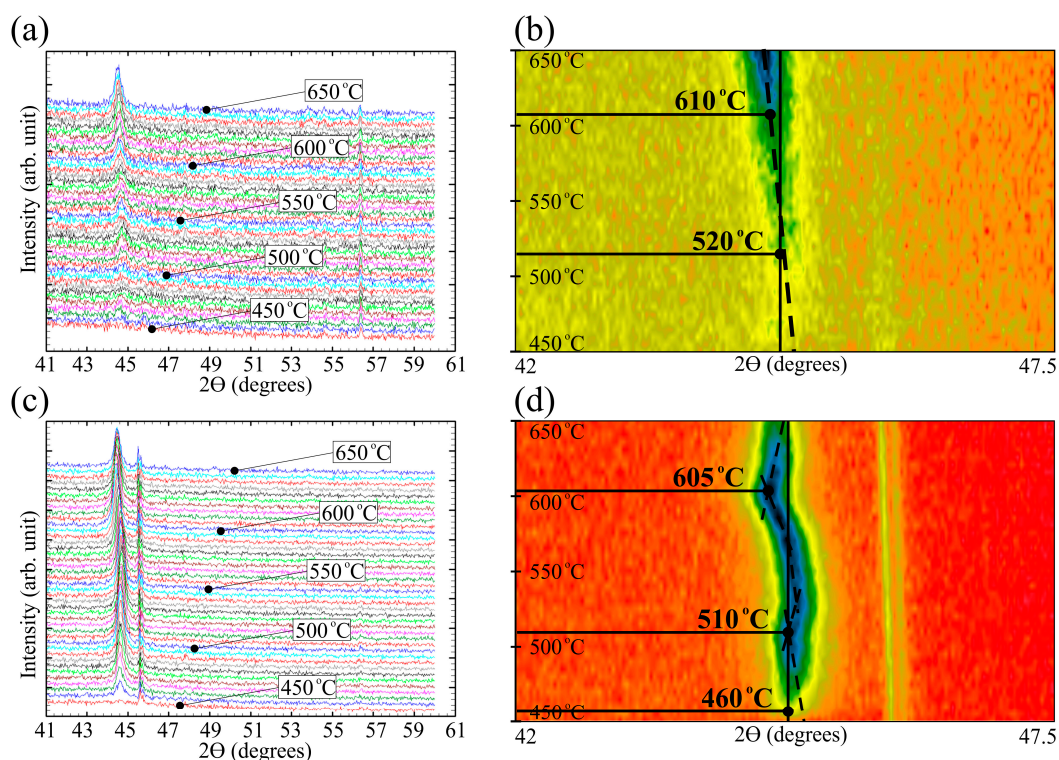 (a)
Intensity (arb. unit)
650 °C
600 °C
550 °C
500 °C
450 °C
41 43 45 47 49 51 53 55 57 59 61
2Θ (degrees)
(b)
650°C
610 °C
600°C
550°C
520 °C
500°C
450°C
42 2Θ (degrees) 47.5
(c)
Intensity (arb. unit)
650 °C
600 °C
550 °C
500 °C
450 °C
41 43 45 47 49 51 53 55 57 59 61
2Θ (degrees)
(d)
650°C
605 °C
600°C
550°C
510 °C
500°C
460 °C
450°C
42 2Θ (degrees) 47.5